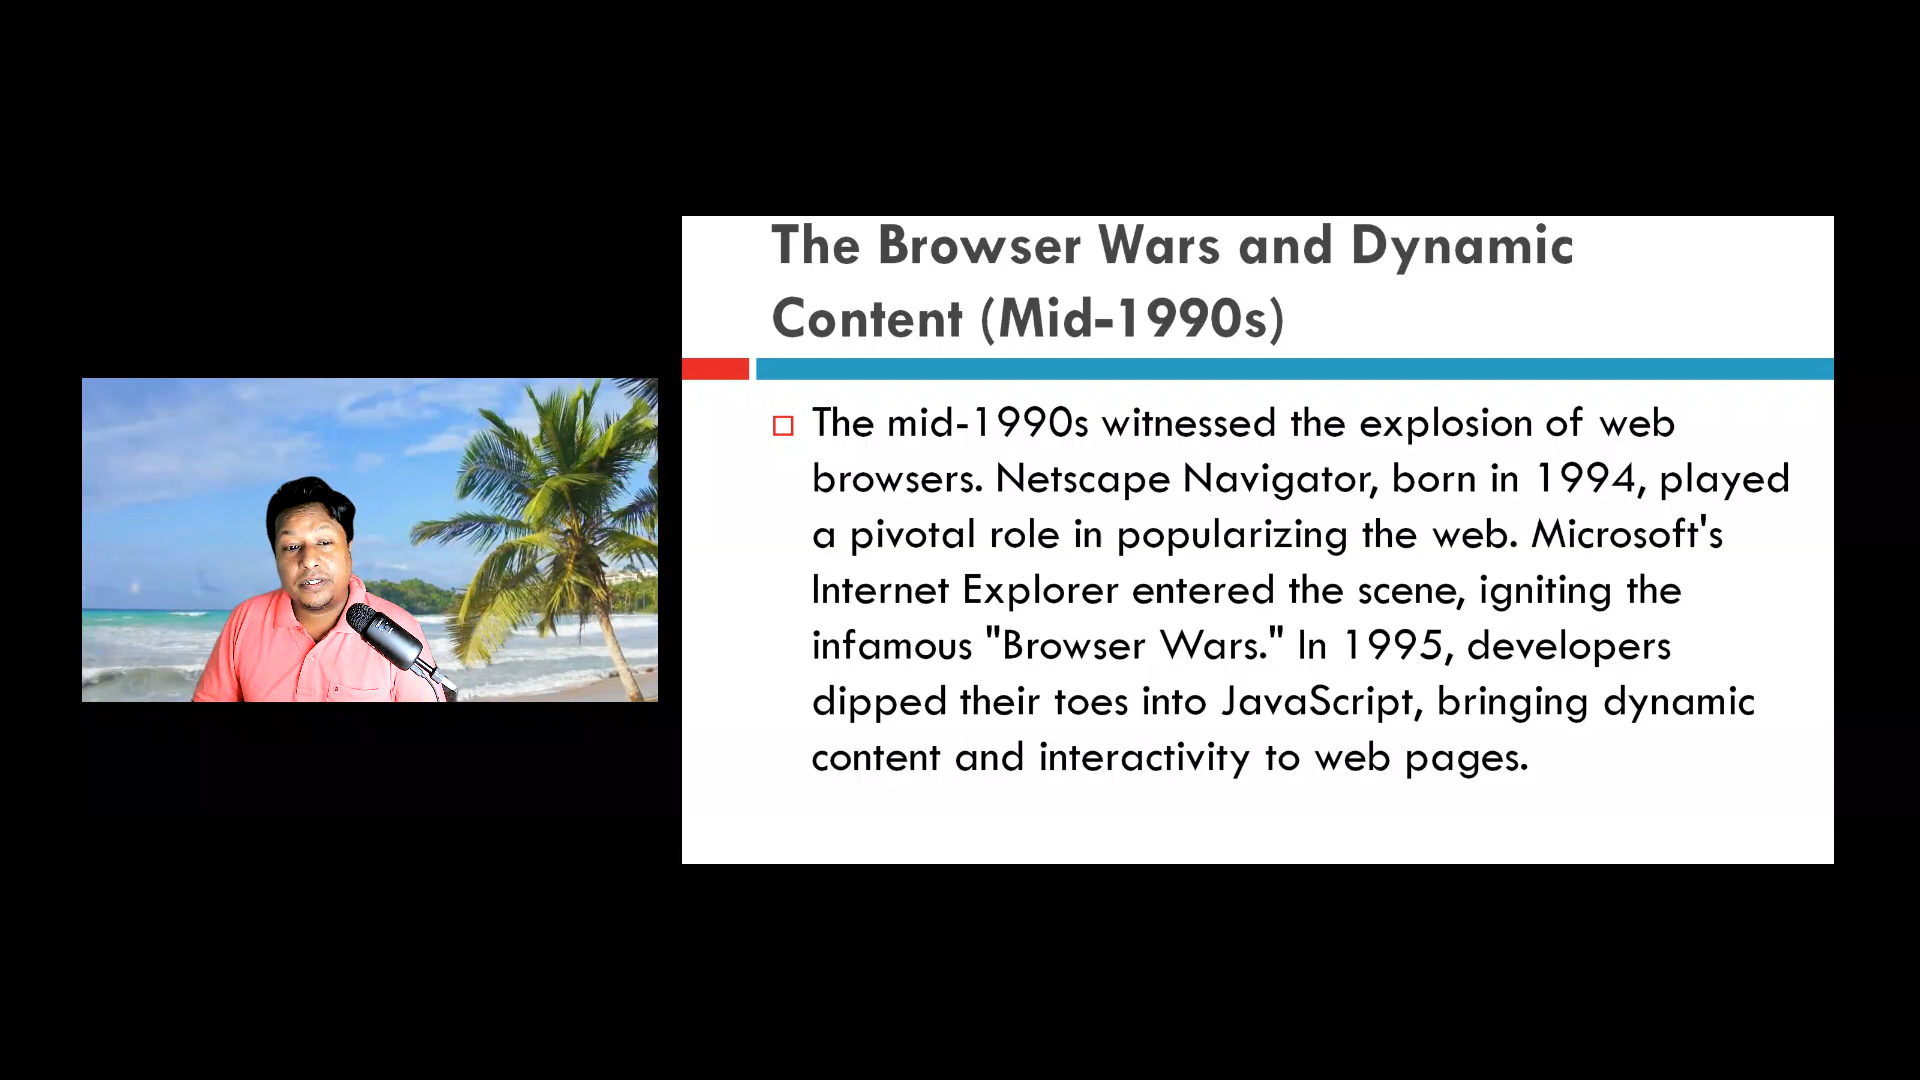 The Browser Wars and Dynamic
Content (Mid-1990s)
The mid-1990s witnessed the explosion of web
browsers. Netscape Navigator, born in 1994, played
a pivotal role in popularizing the web. Microsoft's
Internet Explorer entered the scene, igniting the
infamous "Browser Wars." In 1995, developers
dipped their toes into JavaScript, bringing dynamic
content and interactivity to web pages.